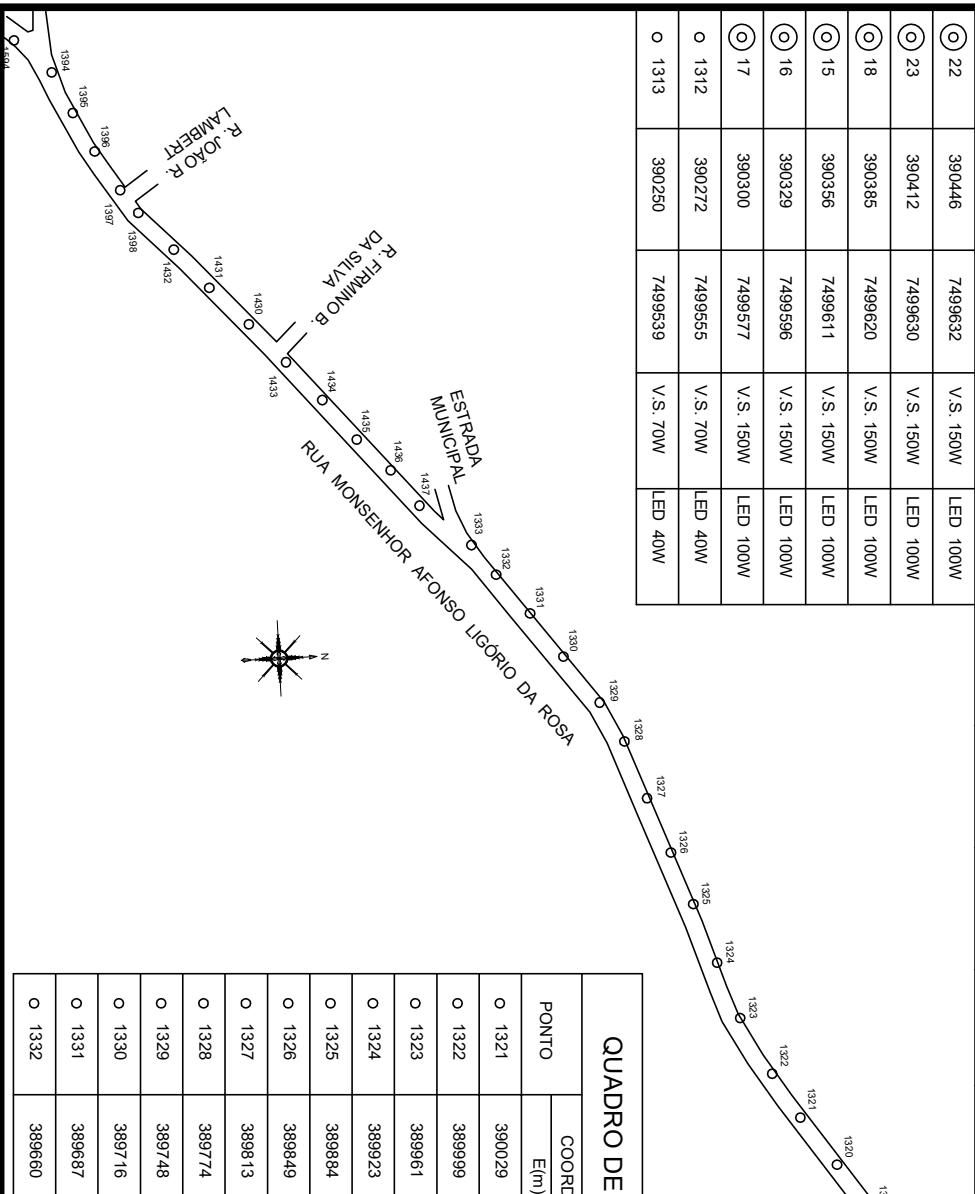 22 390446 7499632 V.S. 150W LED 100W
23 390412 7499630 V.S. 150W LED 100W
18 390385 7499620 V.S. 150W LED 100W
15 390356 7499611 V.S. 150W LED 100W
16 390329 7499596 V.S. 150W LED 100W
17 390300 7499577 V.S. 150W LED 100W
1312 390272 7499555 V.S. 70W LED 40W
1313 390250 7499539 V.S. 70W LED 40W
1594
1394
1395
1396
1397
1398
R. JOÃO R.
LAMBERT
1432
1431
1430
R. FIRMINO B.
DA SILVA
1433
1434
1435
1436
1437
ESTRADA
MUNICIPAL
RUA MONSENHOR AFONSO LIGÓRIO DA ROSA
1333
1332
1331
1330
1329
1328
1327
1326
1325
1324
1323
1322
1321
1320
N
QUADRO DE
PONTO
COORD
E(m)
1321 390029
1322 389999
1323 389961
1324 389923
1325 389884
1326 389849
1327 389813
1328 389774
1329 389748
1330 389716
1331 389687
1332 389660